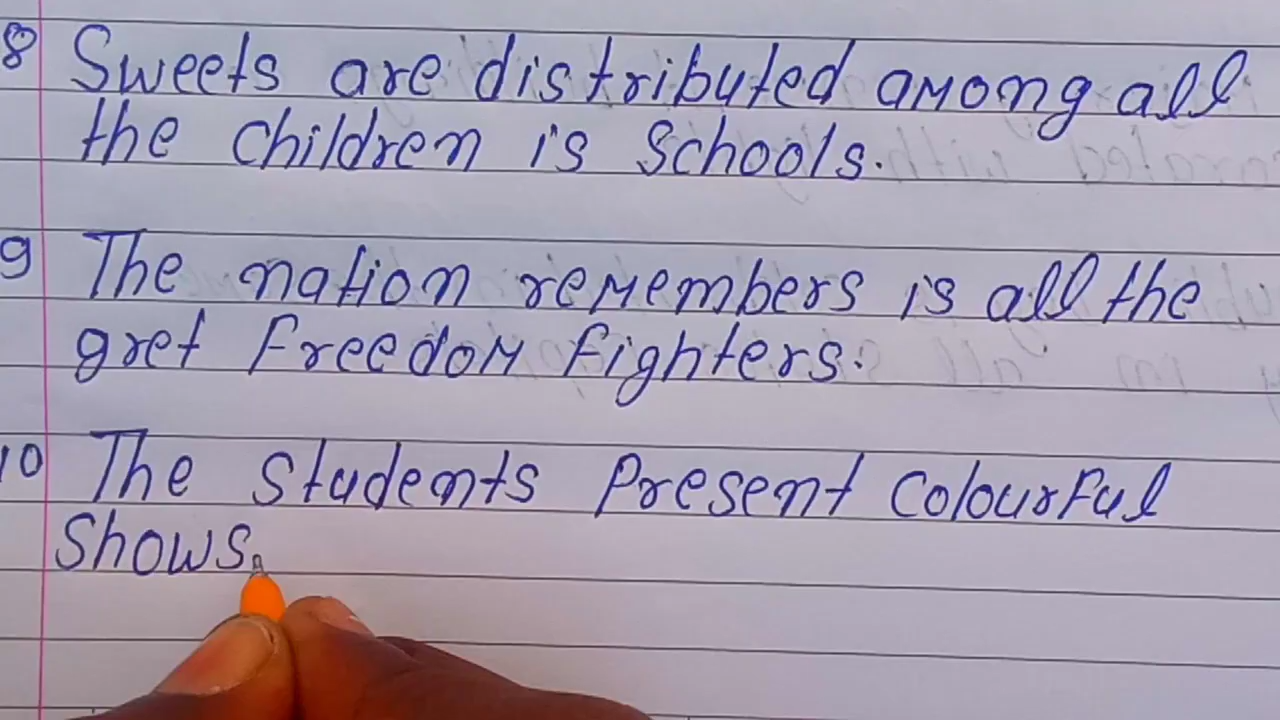 8 Sweets are distributed among all
the children is schools.
9 The nation remembers is all the
gret freedom fighters.
10 The students Present colourful
shows.